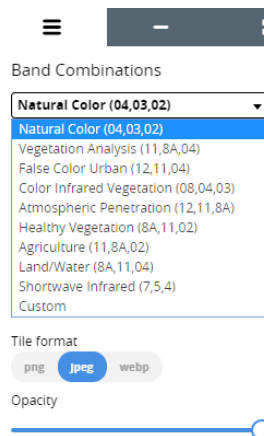 Band Combinations
Natural Color (04,03,02)
Natural Color (04,03,02)
Vegetation Analysis (11,8A,04)
False Color Urban (12,11,04)
Color Infrared Vegetation (08,04,03)
Atmospheric Penetration (12,11,8A)
Healthy Vegetation (8A,11,02)
Agriculture (11,8A,02)
Land/Water (8A,11,04)
Shortwave Infrared (7,5,4)
Custom
Tile format
png jpeg webp
Opacity